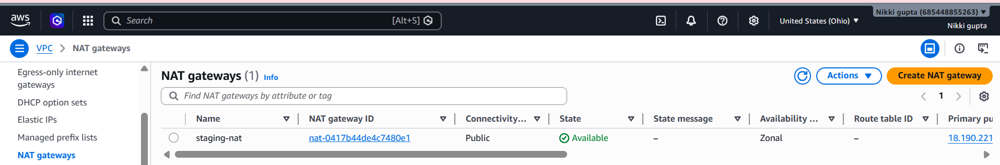 aws
Search [Alt+S]
United States (Ohio)
Nikki gupta (685448855263)
Nikki gupta
VPC > NAT gateways
Egress-only internet
gateways
DHCP option sets
Elastic IPs
Managed prefix lists
NAT gateways
NAT gateways (1) Info
Actions
Create NAT gateway
Find NAT gateways by attribute or tag
1
Name NAT gateway ID Connectivity... State State message Availability ... Route table ID Primary pu
staging-nat nat-0417b44de4c7480e1 Public Available – Zonal – 18.190.221